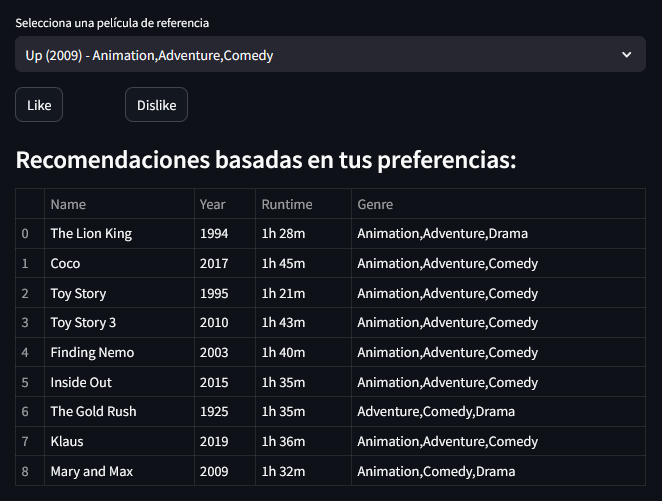 Selecciona una película de referencia
Up (2009) - Animation,Adventure,Comedy
Like Dislike
Recomendaciones basadas en tus preferencias:
Name Year Runtime Genre
0 The Lion King 1994 1h 28m Animation,Adventure,Drama
1 Coco 2017 1h 45m Animation,Adventure,Comedy
2 Toy Story 1995 1h 21m Animation,Adventure,Comedy
3 Toy Story 3 2010 1h 43m Animation,Adventure,Comedy
4 Finding Nemo 2003 1h 40m Animation,Adventure,Comedy
5 Inside Out 2015 1h 35m Animation,Adventure,Comedy
6 The Gold Rush 1925 1h 35m Adventure,Comedy,Drama
7 Klaus 2019 1h 36m Animation,Adventure,Comedy
8 Mary and Max 2009 1h 32m Animation,Comedy,Drama